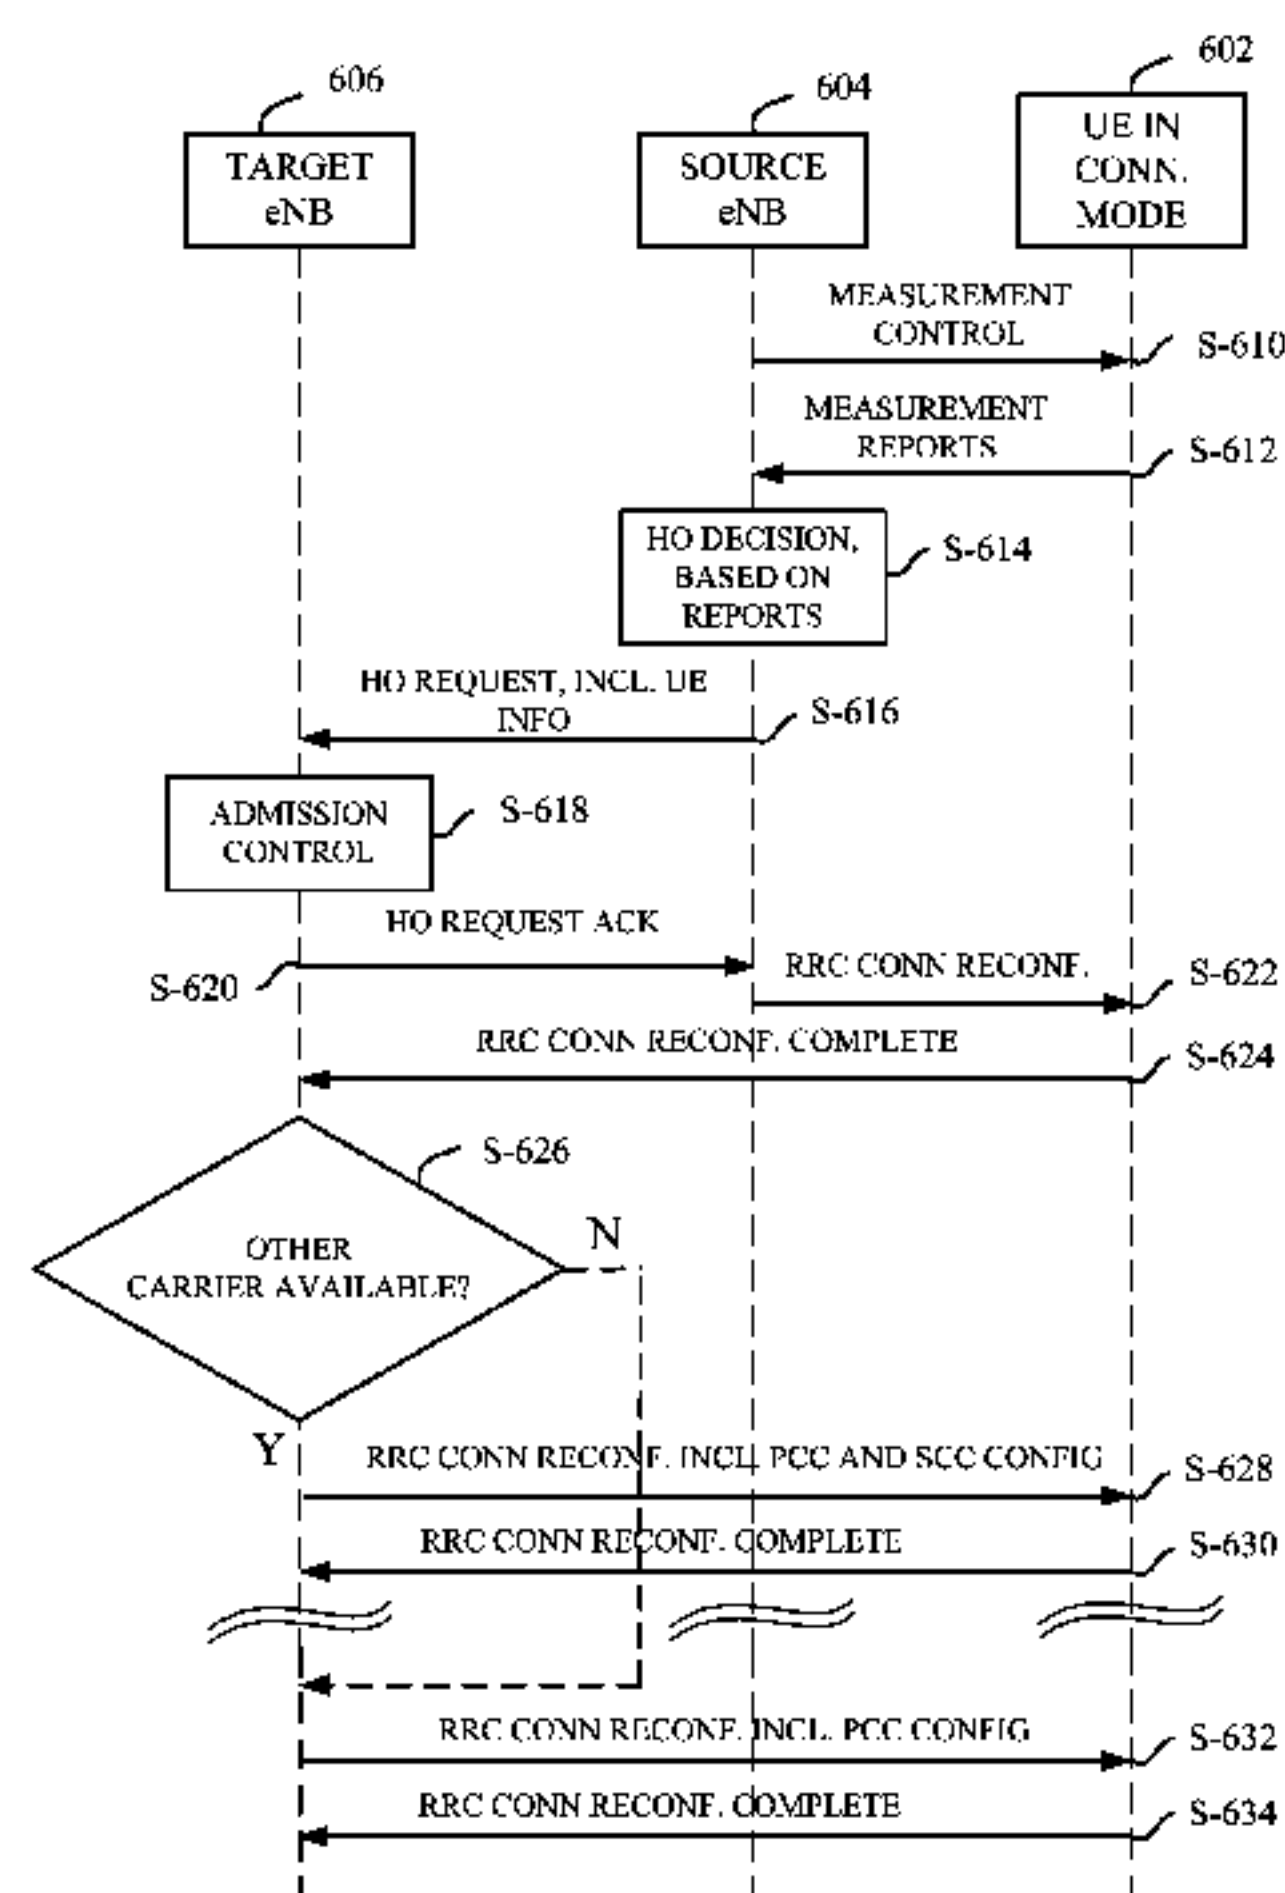 606
604
602
TARGET
eNB
SOURCE
eNB
UE IN
CONN.
MODE
MEASUREMENT
CONTROL
S-610
MEASUREMENT
REPORTS
S-612
HO DECISION,
BASED ON
REPORTS
S-614
HO REQUEST, INCL. UE
INFO
S-616
ADMISSION
CONTROL
S-618
HO REQUEST ACK
S-620
RRC CONN RECONF.
S-622
RRC CONN RECONF. COMPLETE
S-624
S-626
OTHER
CARRIER AVAILABLE?
N
Y
RRC CONN RECONF. INCL. PCC AND SCC CONFIG
S-628
RRC CONN RECONF. COMPLETE
S-630
RRC CONN RECONF. INCL. PCC CONFIG
S-632
RRC CONN RECONF. COMPLETE
S-634